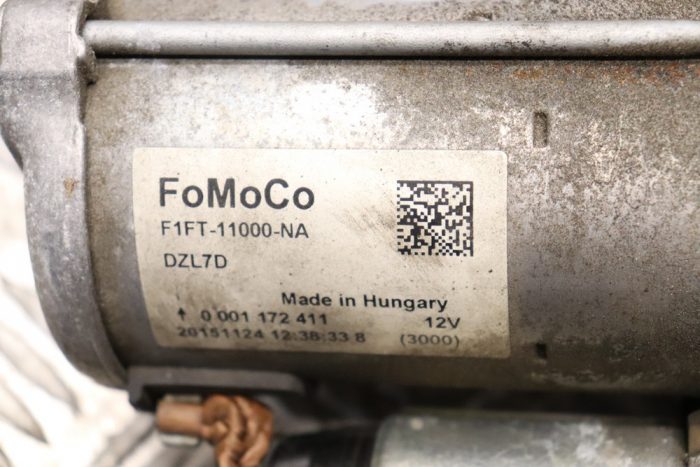 FoMoCo
F1FT-11000-NA
DZL7D
Made in Hungary
↑ 0 001 172 411 12V
20151124 12:38:33 8 (3000)